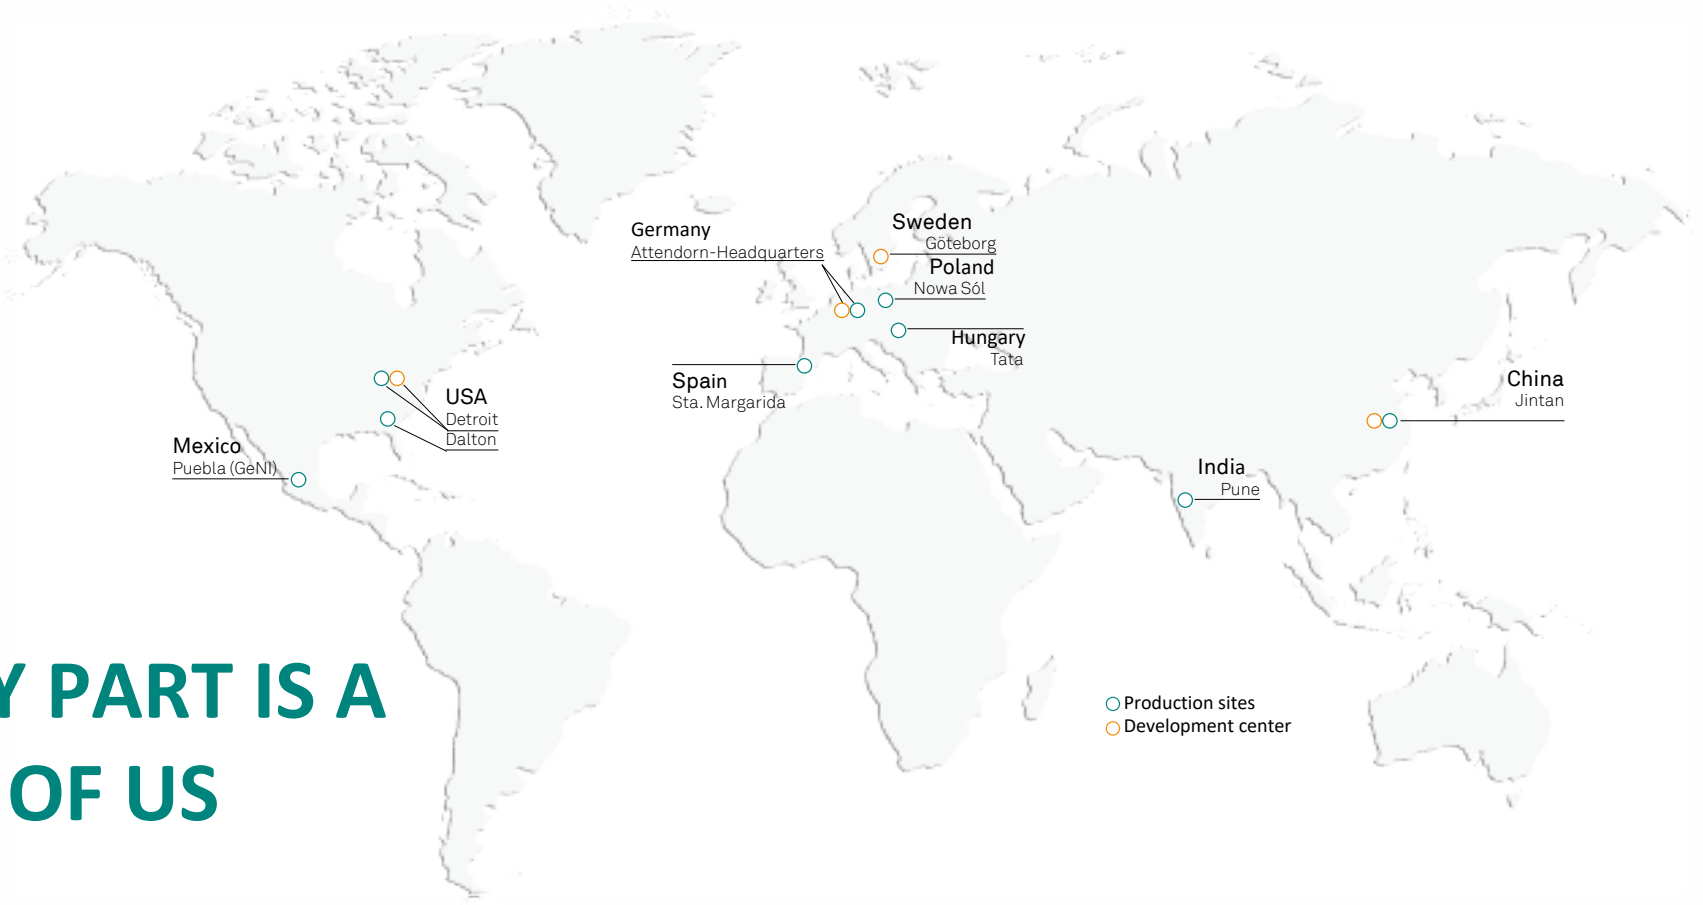 Germany
Attendorn-Headquarters
Sweden
Göteborg
Poland
Nowa Sól
Hungary
Tata
Spain
Sta. Margarida
USA
Detroit
Dalton
Mexico
Puebla (GeNI)
China
Jintan
India
Pune
Production sites
Development center
Y PART IS A
OF US